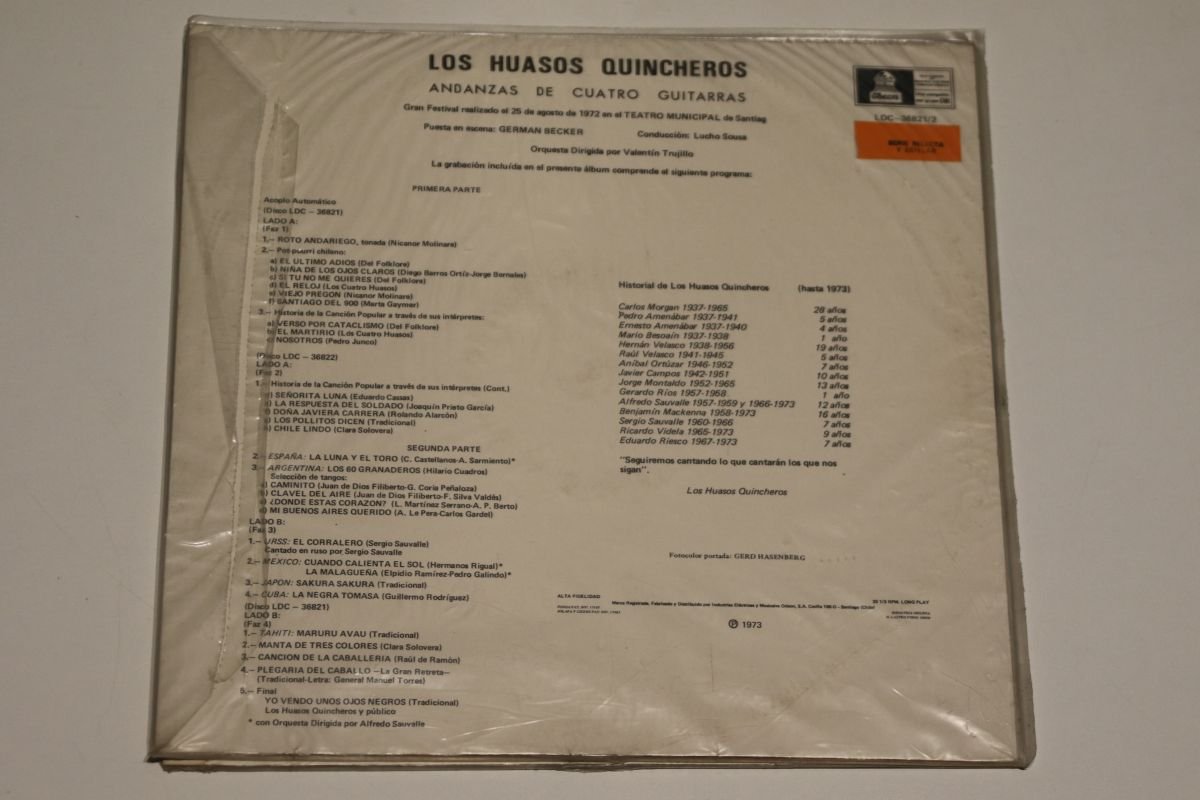 LOS HUASOS QUINCHEROS
ANDANZAS DE CUATRO GUITARRAS
Gran Festival realizado el 25 de agosto de 1972 en el TEATRO MUNICIPAL de Santiag
Puesta en escena: GERMAN BECKER Conducción: Lucho Sousa
Orquesta Dirigida por Valentín Trujillo
La grabación incluída en el presente álbum comprende el siguiente programa:
Odeon
LDC-36821/2
SERIE SELECTA
PRIMERA PARTE
Acoplo Automático
(Disco LDC – 36821)
LADO A:
(Faz 1)
1.– ROTO ANDARIEGO, tonada (Nicanor Molinare)
2.– Pot-pourri chileno:
a) EL ULTIMO ADIOS (Del Folklore)
b) NIÑA DE LOS OJOS CLAROS (Diego Barros Ortíz-Jorge Bernales)
c) SI TU NO ME QUIERES (Del Folklore)
d) EL RELOJ (Los Cuatro Huasos)
e) VIEJO PREGON (Nicanor Molinare)
f) SANTIAGO DEL 900 (Marta Gaymer)
3.– Historia de la Canción Popular a través de sus intérpretes:
a) VERSO POR CATACLISMO (Del Folklore)
b) EL MARTIRIO (Los Cuatro Huasos)
c) NOSOTROS (Pedro Junco)
(Disco LDC – 36822)
LADO A:
(Faz 2)
1.– Historia de la Canción Popular a través de sus intérpretes (Cont.)
SEÑORITA LUNA (Eduardo Casas)
LA RESPUESTA DEL SOLDADO (Joaquín Prieto García)
DOÑA JAVIERA CARRERA (Rolando Alarcón)
LOS POLLITOS DICEN (Tradicional)
CHILE LINDO (Clara Solovera)
SEGUNDA PARTE
2.– ESPAÑA: LA LUNA Y EL TORO (C. Castellanos-A. Sarmiento)*
3.– ARGENTINA: LOS 60 GRANADEROS (Hilario Cuadros)
Selección de tangos:
CAMINITO (Juan de Dios Filiberto-G. Coria Peñaloza)
CLAVEL DEL AIRE (Juan de Dios Filiberto-F. Silva Valdés)
¿DONDE ESTAS CORAZON? (L. Martínez Serrano-A. P. Berto)
MI BUENOS AIRES QUERIDO (A. Le Pera-Carlos Gardel)
LADO B:
(Faz 3)
1.– URSS: EL CORRALERO (Sergio Sauvalle)
Cantado en ruso por Sergio Sauvalle
2.– MEXICO: CUANDO CALIENTA EL SOL (Hermanos Rigual)*
LA MALAGUEÑA (Elpidio Ramírez-Pedro Galindo)*
3.– JAPON: SAKURA SAKURA (Tradicional)
4.– CUBA: LA NEGRA TOMASA (Guillermo Rodríguez)
(Disco LDC – 36821)
LADO B:
(Faz 4)
1.– TAHITI: MARURU AVAU (Tradicional)
2.– MANTA DE TRES COLORES (Clara Solovera)
3.– CANCION DE LA CABALLERIA (Raúl de Ramón)
4.– PLEGARIA DEL CABALLO –La Gran Retreta–
(Tradicional-Letra: General Manuel Torres)
5.– Final
YO VENDO UNOS OJOS NEGROS (Tradicional)
Los Huasos Quincheros y público
* con Orquesta Dirigida por Alfredo Sauvalle
Historial de Los Huasos Quincheros (hasta 1973)
Carlos Morgan 1937-1965 28 años
Pedro Amenábar 1937-1941 5 años
Ernesto Amenábar 1937-1940 4 años
Mario Besoaín 1937-1938 1 año
Hernán Velasco 1938-1956 19 años
Raúl Velasco 1941-1945 5 años
Aníbal Ortúzar 1946-1952 7 años
Javier Campos 1942-1951 10 años
Jorge Montaldo 1952-1965 13 años
Gerardo Ríos 1957-1958 1 año
Alfredo Sauvalle 1957-1959 y 1966-1973 12 años
Benjamín Mackenna 1958-1973 16 años
Sergio Sauvalle 1960-1966 7 años
Ricardo Videla 1965-1973 9 años
Eduardo Riesco 1967-1973 7 años
"Seguiremos cantando lo que cantarán los que nos
sigan".
Los Huasos Quincheros
Fotocolor portada: GERD HASENBERG
ALTA FIDELIDAD
Marca Registrada. Fabricado y Distribuido por Industrias Eléctricas y Musicales Odeon, S.A. Casilla 199-D – Santiago (Chile)
33 1/3 RPM. LONG PLAY
℗ 1973